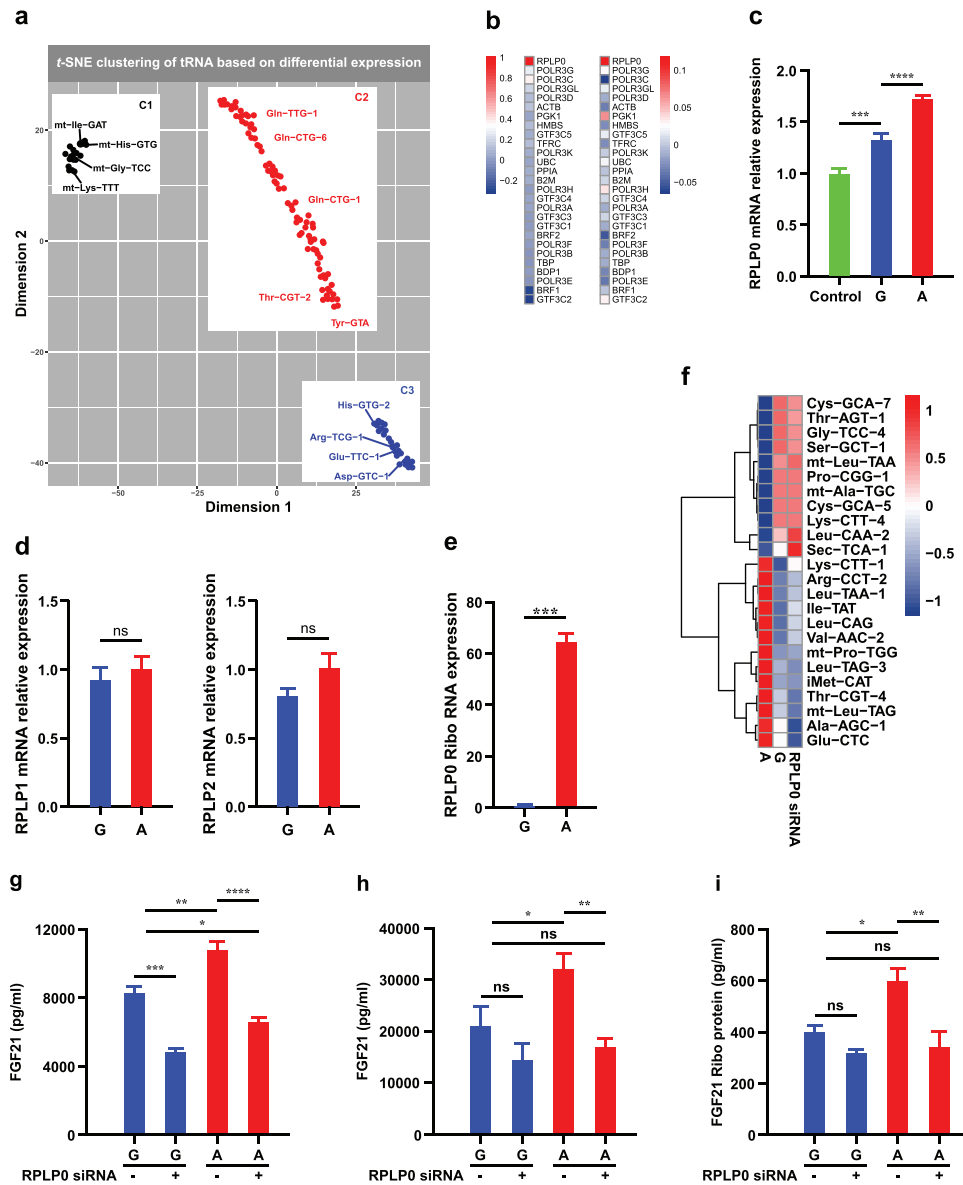 a
t-SNE clustering of tRNA based on differential expression
C1
C2
mt-Ile-GAT
mt-His-GTG
mt-Gly-TCC
mt-Lys-TTT
Gln-TTG-1
Gln-CTG-6
Gln-CTG-1
Thr-CGT-2
Tyr-GTA
C3
His-GTG-2
Arg-TCG-1
Glu-TTC-1
Asp-GTC-1
20
0
−20
−40
Dimension 2
−50
−25
0
25
Dimension 1
b
1
0.8
0.6
0.4
0.2
0
−0.2
RPLP0
POLR3G
POLR3C
POLR3GL
POLR3D
ACTB
PGK1
HMBS
GTF3C5
TFRC
POLR3K
UBC
PPIA
B2M
POLR3H
GTF3C4
POLR3A
GTF3C3
GTF3C1
BRF2
POLR3F
POLR3B
TBP
BDP1
POLR3E
BRF1
GTF3C2
RPLP0
POLR3G
POLR3C
POLR3GL
POLR3D
ACTB
PGK1
HMBS
GTF3C5
TFRC
POLR3K
UBC
PPIA
B2M
POLR3H
GTF3C4
POLR3A
GTF3C3
GTF3C1
BRF2
POLR3F
POLR3B
TBP
BDP1
POLR3E
BRF1
GTF3C2
0.1
0.05
0
−0.05
c
RPLP0 mRNA relative expression
2.0
1.5
1.0
0.5
0.0
***
****
Control G A
d
RPLP1 mRNA relative expression
1.5
1.0
0.5
0.0
ns
G A
RPLP2 mRNA relative expression
1.5
1.0
0.5
0.0
ns
G A
e
RPLP0 Ribo RNA expression
80
60
40
20
0
***
G A
f
Cys−GCA−7
Thr−AGT−1
Gly−TCC−4
Ser−GCT−1
mt−Leu−TAA
Pro−CGG−1
mt−Ala−TGC
Cys−GCA−5
Lys−CTT−4
Leu−CAA−2
Sec−TCA−1
Lys−CTT−1
Arg−CCT−2
Leu−TAA−1
Ile−TAT
Leu−CAG
Val−AAC−2
mt−Pro−TGG
Leu−TAG−3
iMet−CAT
Thr−CGT−4
mt−Leu−TAG
Ala−AGC−1
Glu−CTC
A
G
RPLP0 siRNA
1
0.5
0
−0.5
−1
g
FGF21 (pg/ml)
12000
8000
4000
0
****
**
*
***
G G A A
RPLP0 siRNA - + - +
h
FGF21 (pg/ml)
40000
30000
20000
10000
0
**
*
ns
ns
G G A A
RPLP0 siRNA - + - +
i
FGF21 Ribo protein (pg/ml)
800
600
400
200
0
**
*
ns
ns
G G A A
RPLP0 siRNA - + - +